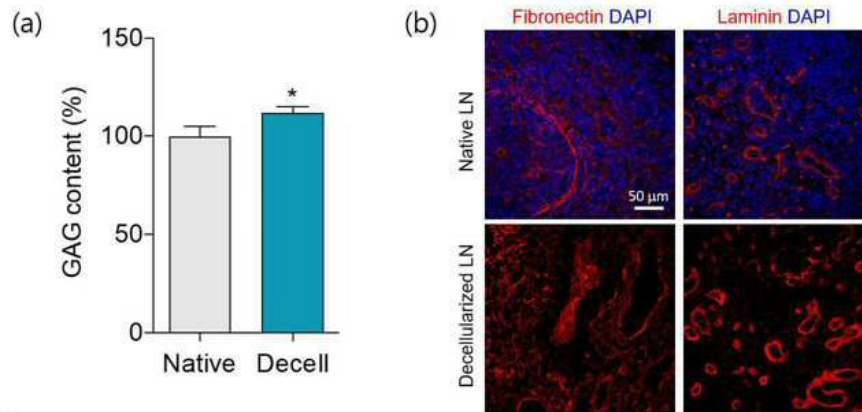 (a)
150
100
50
0
GAG content (%)
*
Native Decell
(b)
Fibronectin DAPI
Laminin DAPI
Native LN
50 µm
Decellularized LN